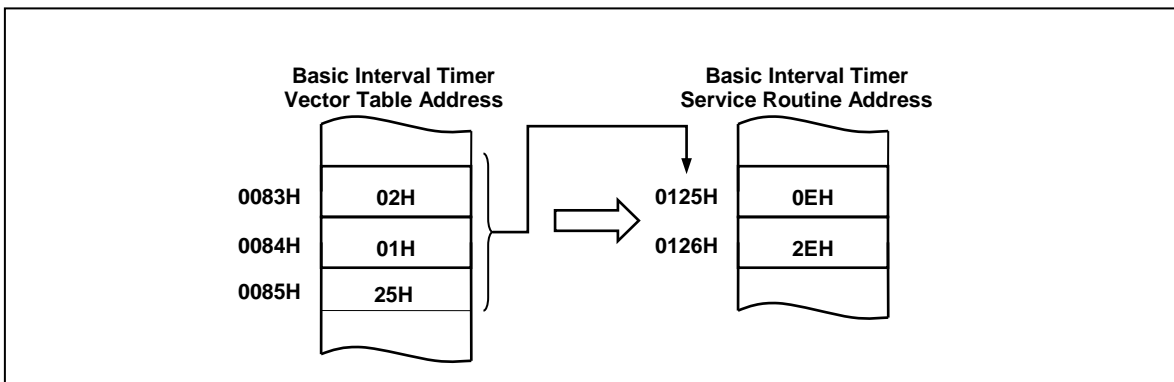 Basic Interval Timer
Vector Table Address
0083H 02H
0084H 01H
0085H 25H
Basic Interval Timer
Service Routine Address
0125H 0EH
0126H 2EH